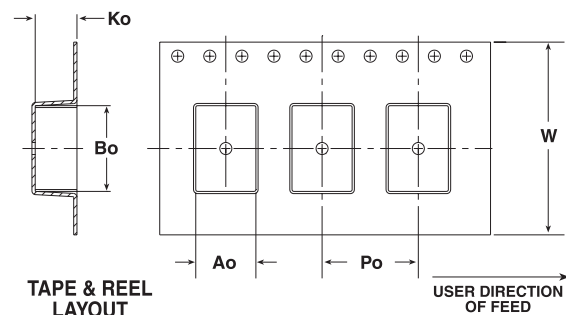 Ko
Bo
W
Ao
Po
TAPE & REEL
LAYOUT
USER DIRECTION
OF FEED